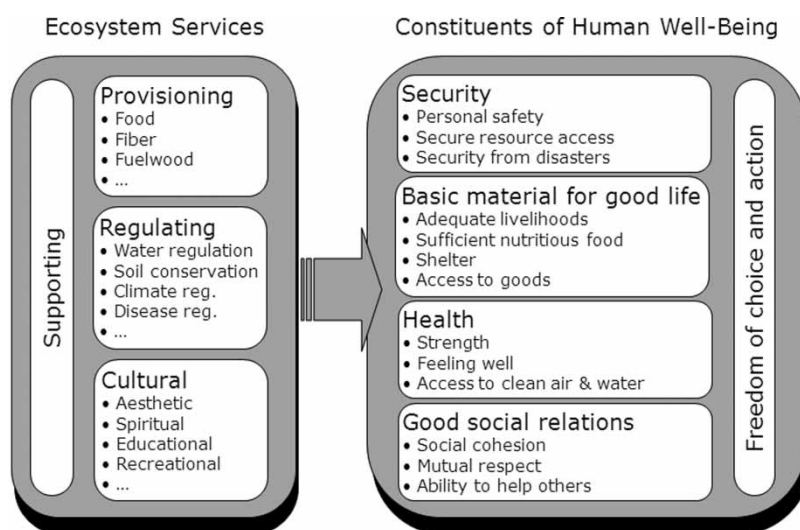 Ecosystem Services
Supporting
Provisioning
• Food
• Fiber
• Fuelwood
• ...
Regulating
• Water regulation
• Soil conservation
• Climate reg.
• Disease reg.
• ...
Cultural
• Aesthetic
• Spiritual
• Educational
• Recreational
• ...
Constituents of Human Well-Being
Security
• Personal safety
• Secure resource access
• Security from disasters
Basic material for good life
• Adequate livelihoods
• Sufficient nutritious food
• Shelter
• Access to goods
Health
• Strength
• Feeling well
• Access to clean air & water
Good social relations
• Social cohesion
• Mutual respect
• Ability to help others
Freedom of choice and action